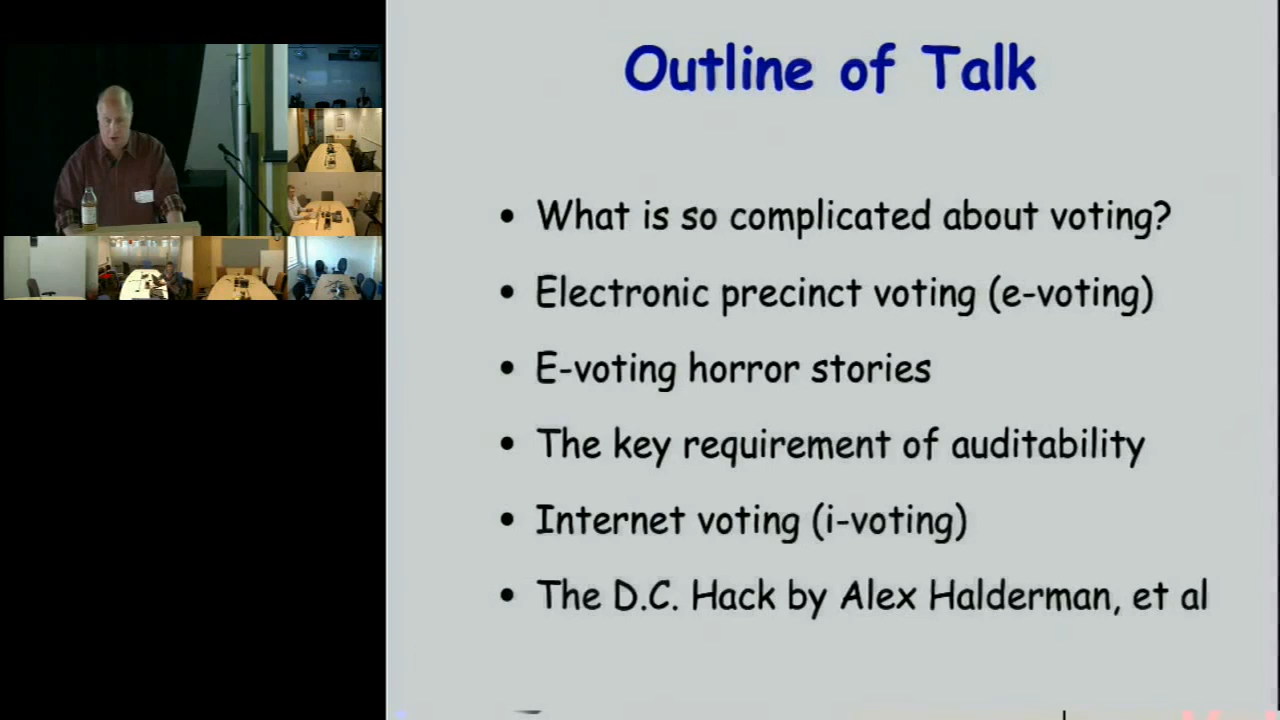 Outline of Talk
• What is so complicated about voting?
• Electronic precinct voting (e-voting)
• E-voting horror stories
• The key requirement of auditability
• Internet voting (i-voting)
• The D.C. Hack by Alex Halderman, et al